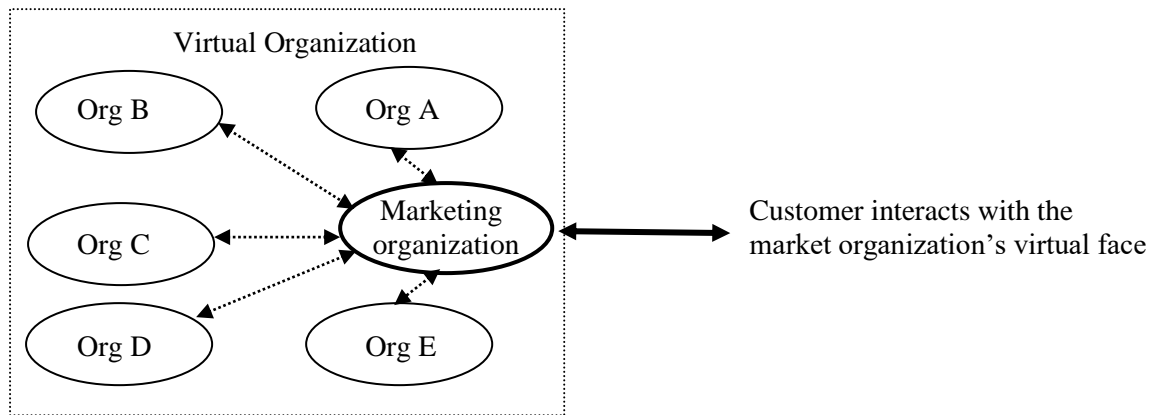 Virtual Organization
Org B
Org A
Marketing
organization
Org C
Org D
Org E
Customer interacts with the
market organization’s virtual face